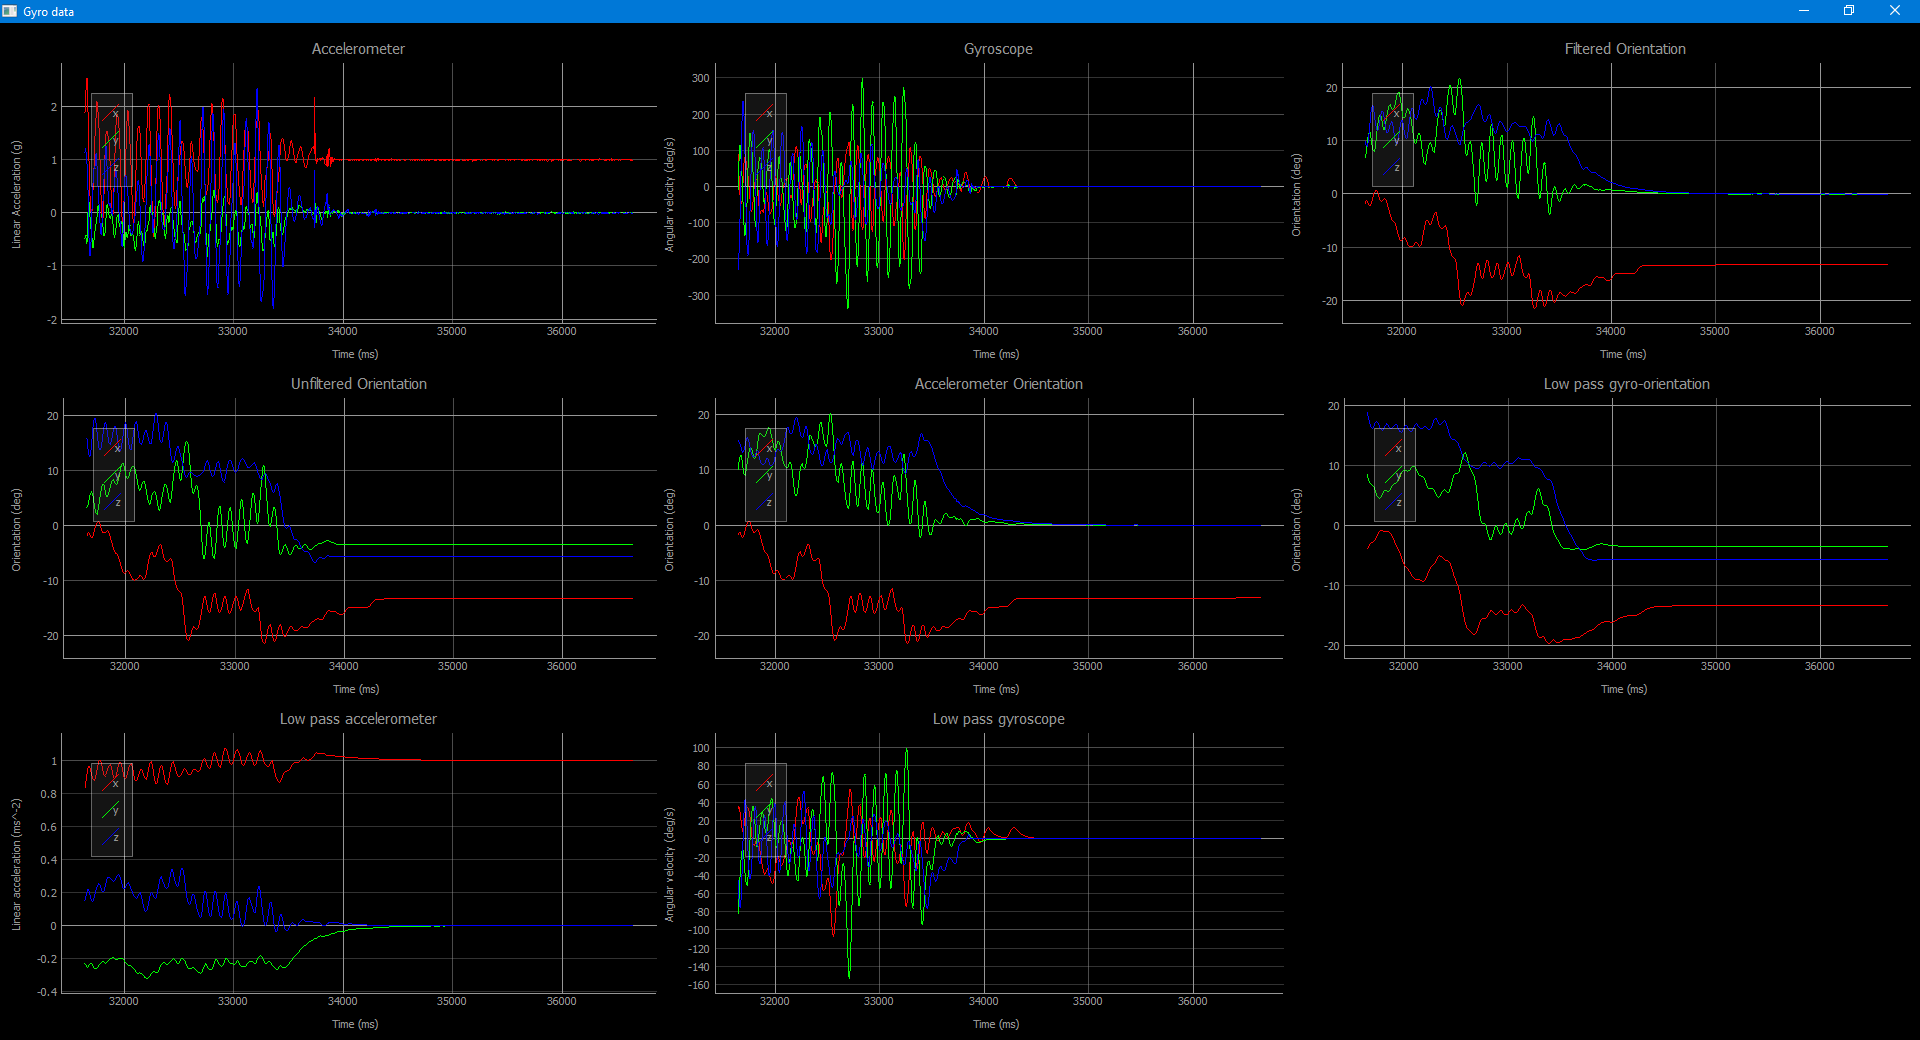 Gyro data
Accelerometer
Linear Acceleration (g)
2
1
0
-1
-2
x
y
z
32000 33000 34000 35000 36000
Time (ms)
Gyroscope
Angular velocity (deg/s)
300
200
100
0
-100
-200
-300
x
y
z
32000 33000 34000 35000 36000
Time (ms)
Filtered Orientation
Orientation (deg)
20
10
0
-10
-20
x
y
z
32000 33000 34000 35000 36000
Time (ms)
Unfiltered Orientation
Orientation (deg)
20
10
0
-10
-20
x
y
z
32000 33000 34000 35000 36000
Time (ms)
Accelerometer Orientation
Orientation (deg)
20
10
0
-10
-20
x
y
z
32000 33000 34000 35000 36000
Time (ms)
Low pass gyro-orientation
Orientation (deg)
20
10
0
-10
-20
x
y
z
32000 33000 34000 35000 36000
Time (ms)
Low pass accelerometer
Linear acceleration (ms^-2)
1
0.8
0.6
0.4
0.2
0
-0.2
-0.4
x
y
z
32000 33000 34000 35000 36000
Time (ms)
Low pass gyroscope
Angular velocity (deg/s)
100
80
60
40
20
0
-20
-40
-60
-80
-100
-120
-140
-160
x
y
z
32000 33000 34000 35000 36000
Time (ms)